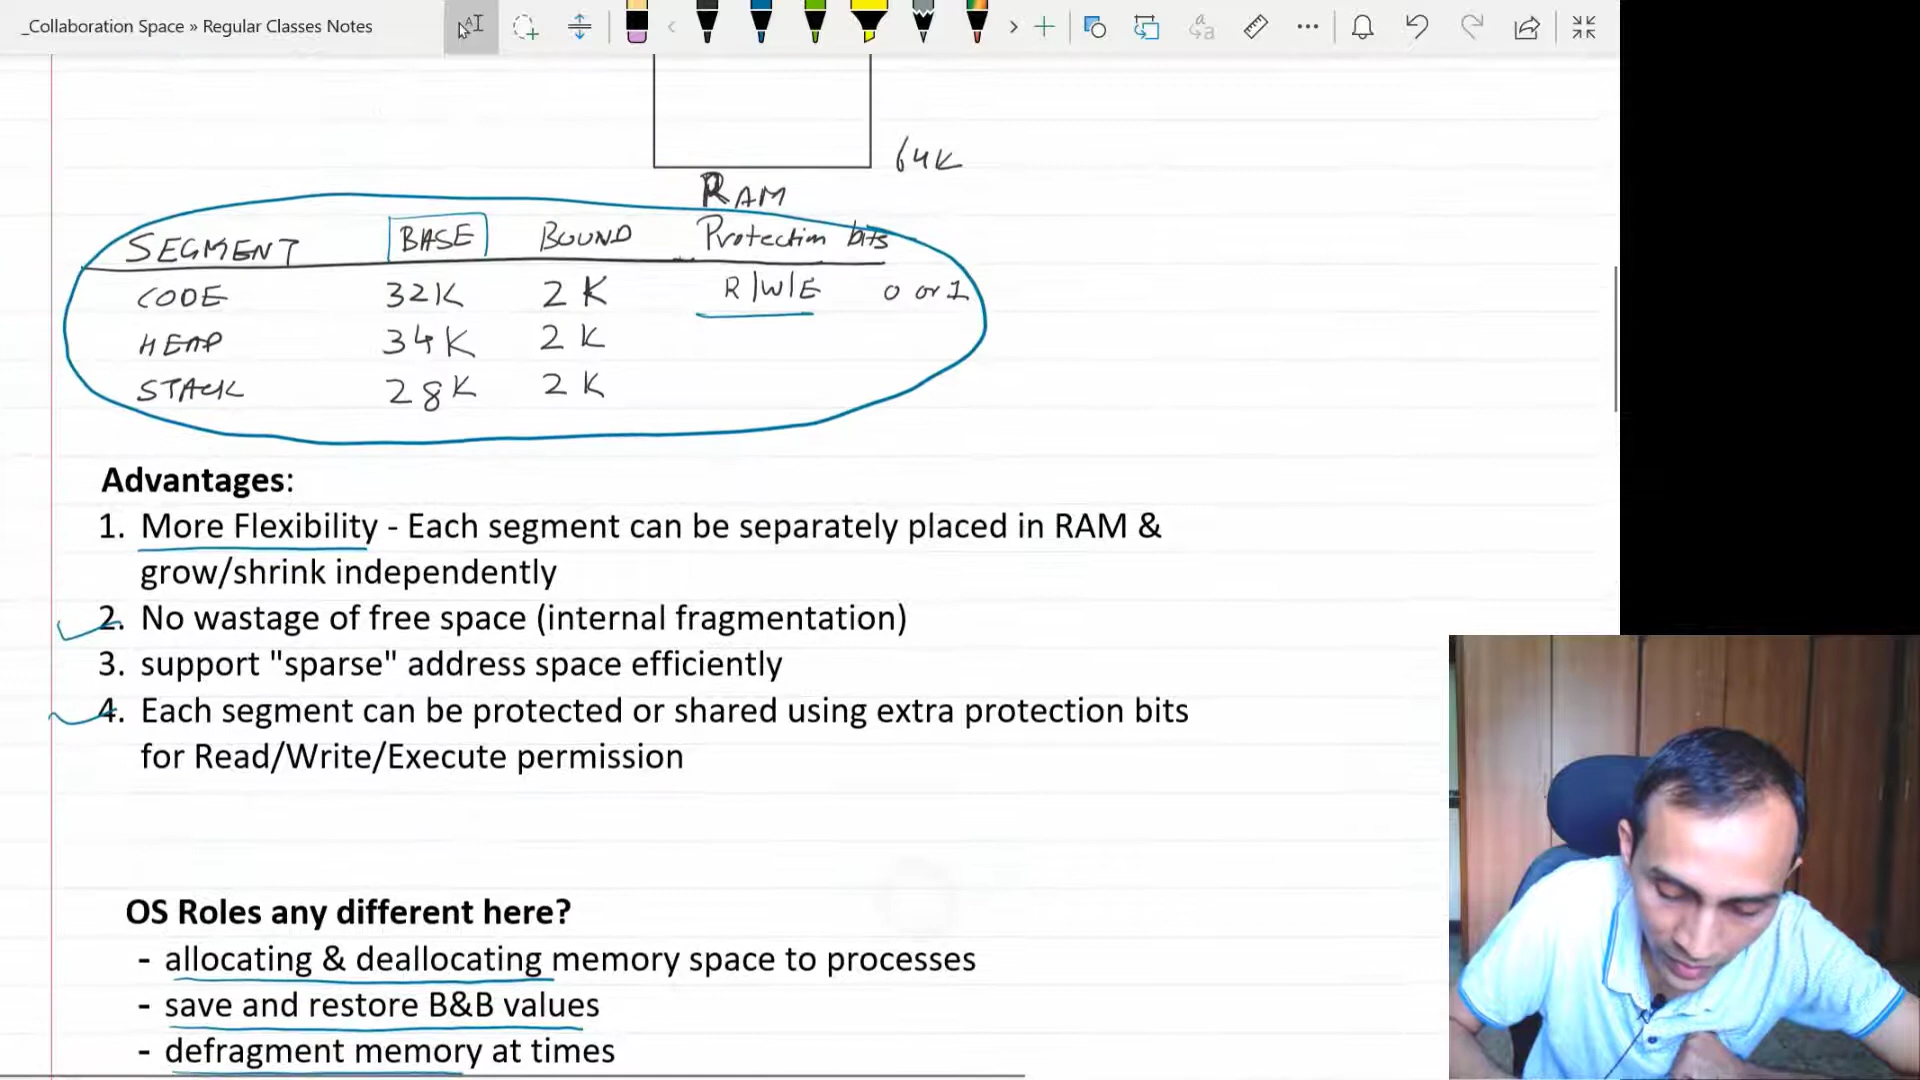 _Collaboration Space » Regular Classes Notes
64K
RAM
SEGMENT BASE BOUND Protection bits
CODE 32K 2K R/W/E 0 or 1
HEAP 34K 2K
STACK 28K 2K
Advantages:
1. More Flexibility - Each segment can be separately placed in RAM &
grow/shrink independently
2. No wastage of free space (internal fragmentation)
3. support "sparse" address space efficiently
4. Each segment can be protected or shared using extra protection bits
for Read/Write/Execute permission
OS Roles any different here?
- allocating & deallocating memory space to processes
- save and restore B&B values
- defragment memory at times